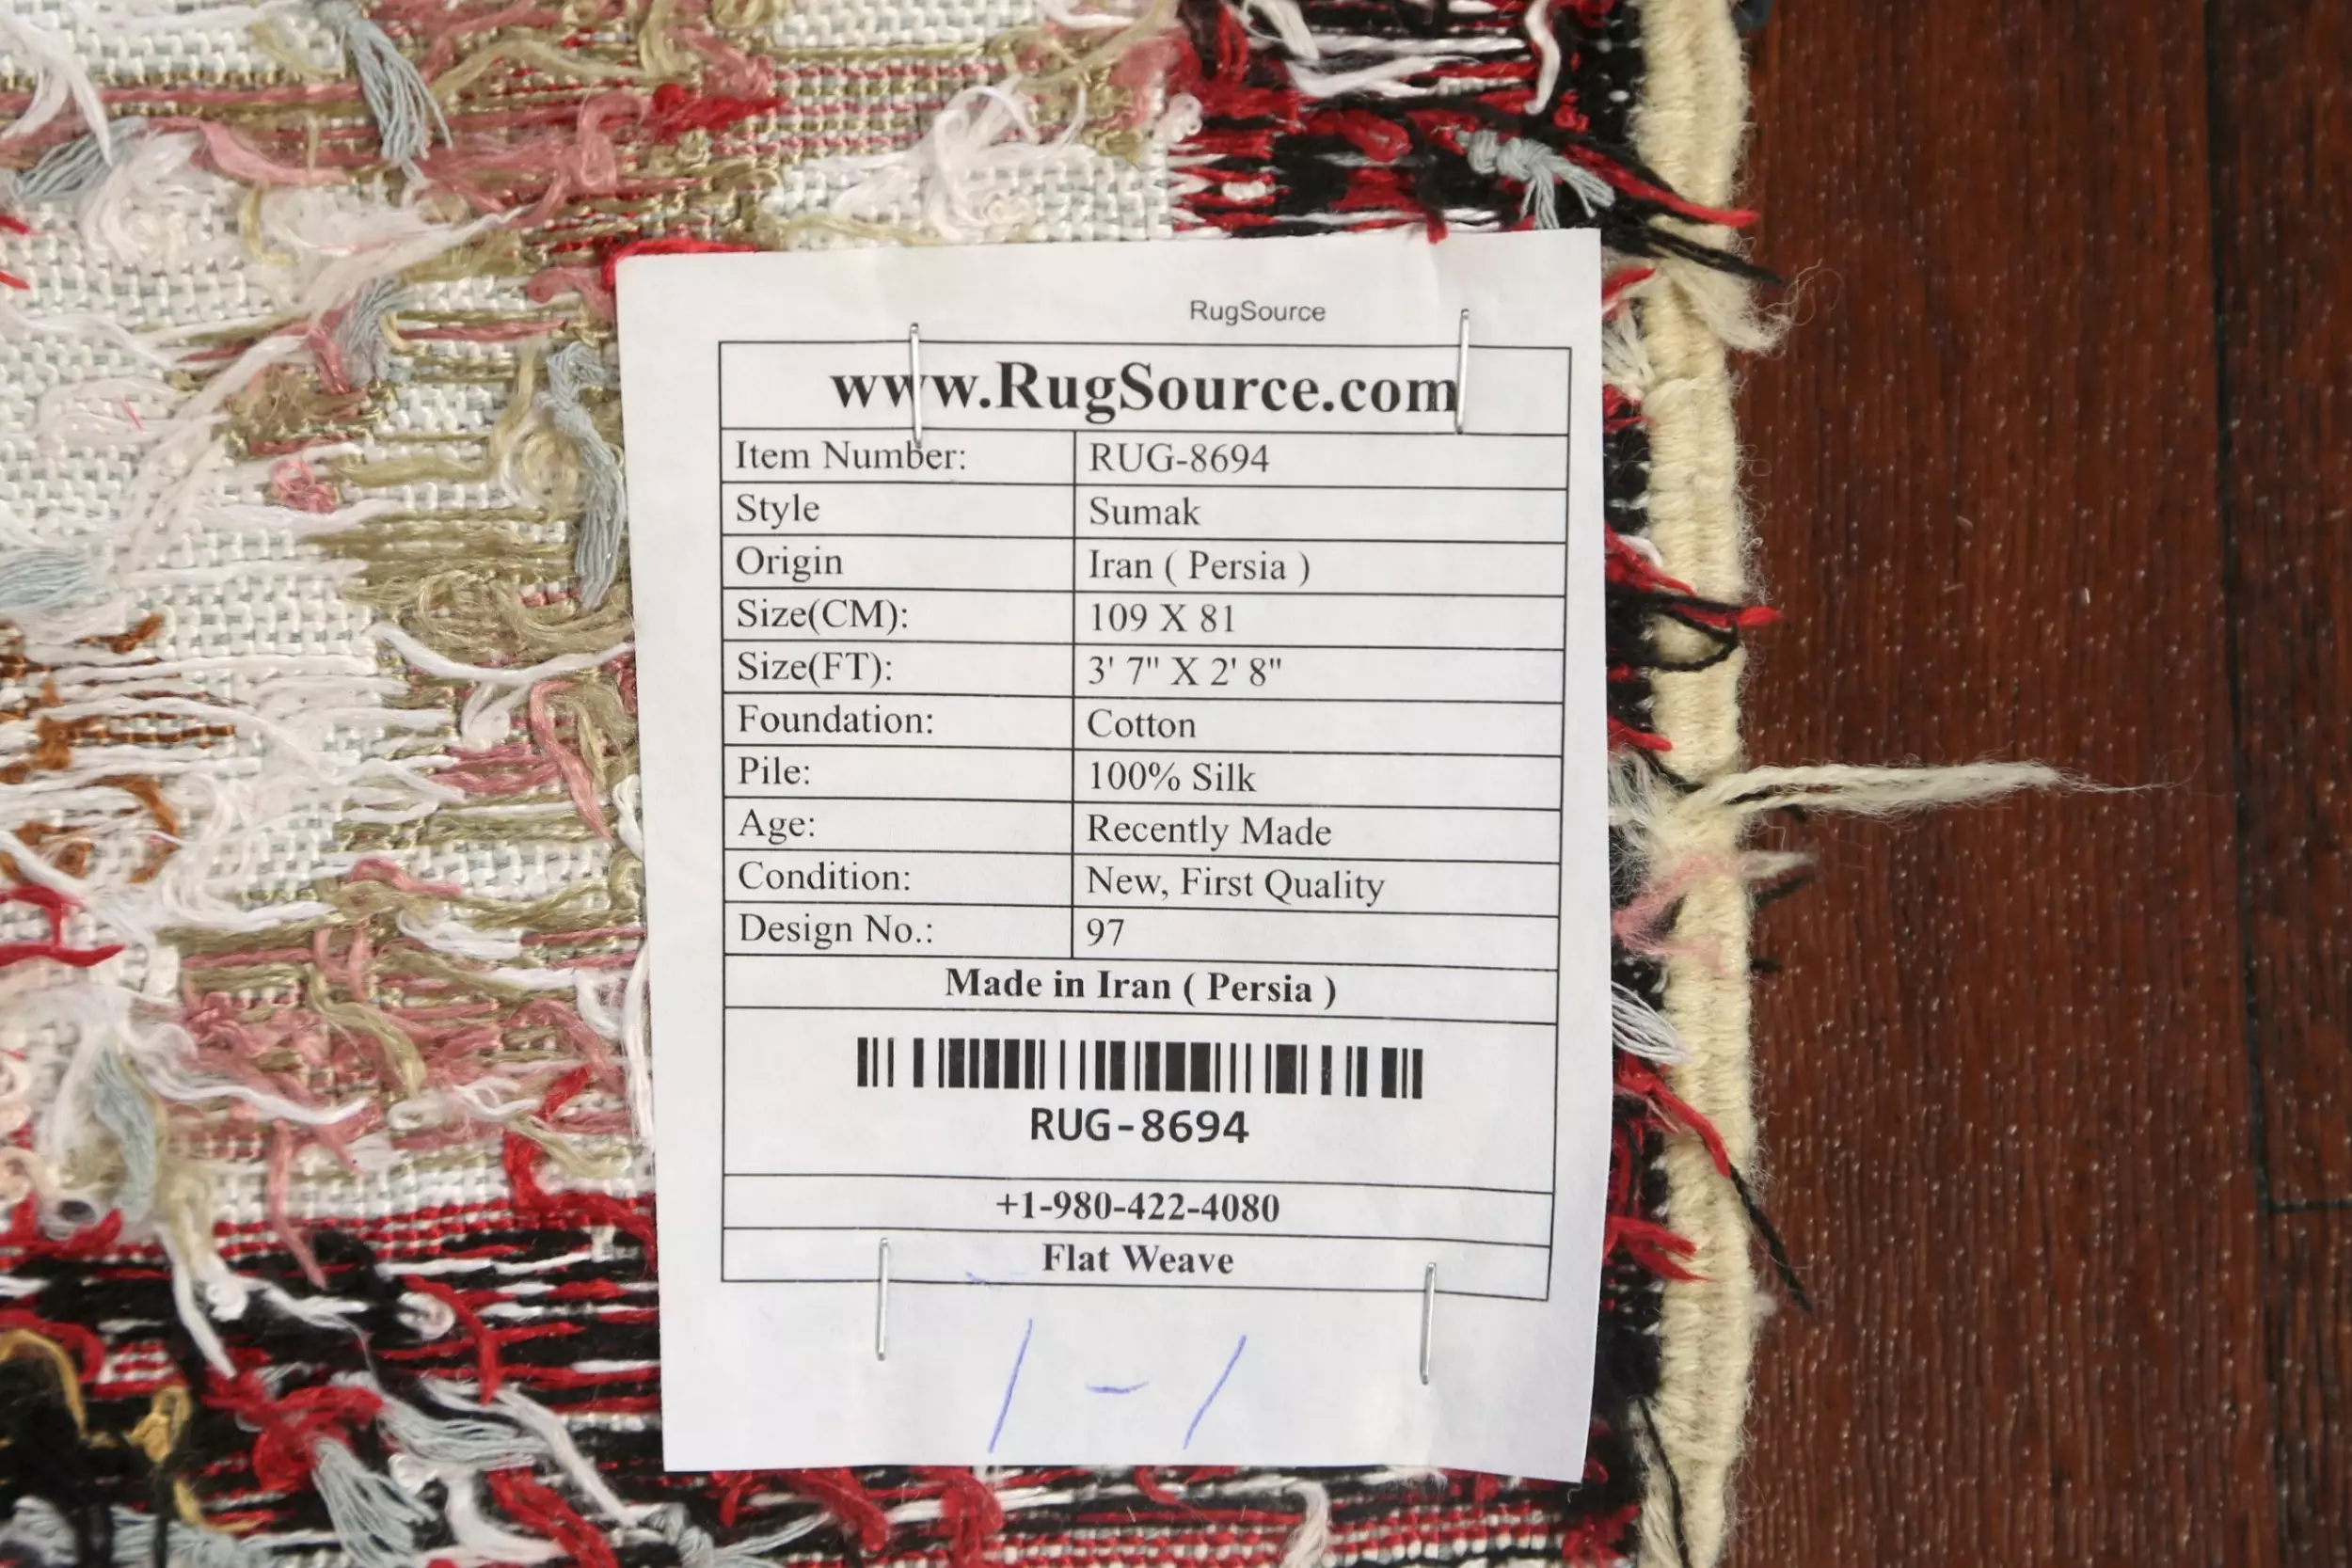 RugSource
www.RugSource.com
Item Number: RUG-8694
Style Sumak
Origin Iran ( Persia )
Size(CM): 109 X 81
Size(FT): 3' 7" X 2' 8"
Foundation: Cotton
Pile: 100% Silk
Age: Recently Made
Condition: New, First Quality
Design No.: 97
Made in Iran ( Persia )
RUG-8694
+1-980-422-4080
Flat Weave
1 - 1